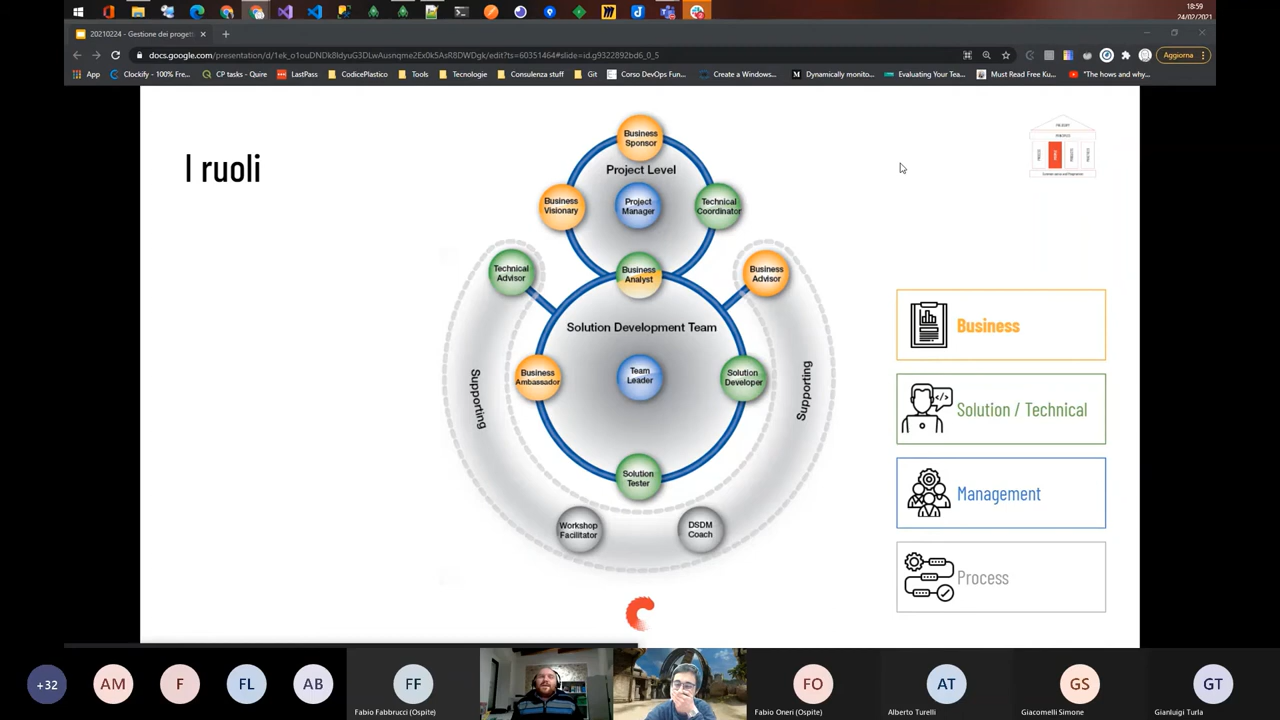 18:59
24/02/2021
20210224 - Gestione dei progett
docs.google.com/presentation/d/1ek_o1ouDNDk8IdyuG3DLwAusnqme2Ex0k5AsR8DWDgk/edit?ts=60351464#slide=id.g9322892bd6_0_5
Aggiorna
App
Clockify - 100% Fre...
CP tasks - Quire
LastPass
CodicePlastico
Tools
Tecnologie
Consulenza stuff
Git
Corso DevOps Fun...
Create a Windows...
Dynamically monito...
Evaluating Your Tea...
Must Read Free Ku...
"The hows and why...
I ruoli
Business
Sponsor
Project Level
Business
Visionary
Project
Manager
Technical
Coordinator
Technical
Advisor
Business
Analyst
Business
Advisor
Solution Development Team
Business
Ambassador
Team
Leader
Solution
Developer
Supporting
Supporting
Solution
Tester
Workshop
Facilitator
DSDM
Coach
Business
Solution / Technical
Management
Process
+32
AM
F
FL
AB
FF
FO
AT
GS
GT
Fabio Fabbrucci (Ospite)
Fabio Oneri (Ospite)
Alberto Turelli
Giacomelli Simone
Gianluigi Turla